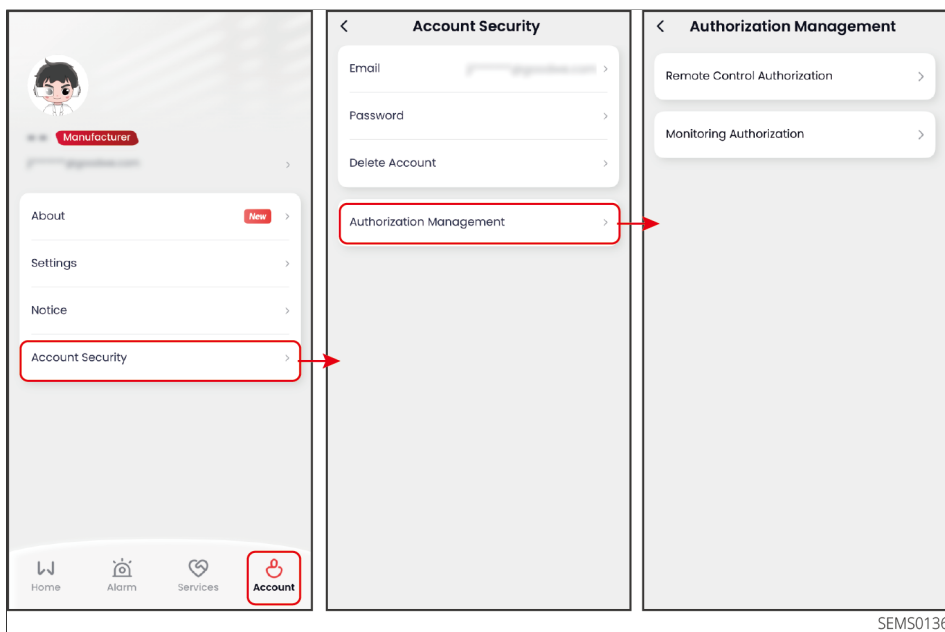 Manufacturer
About
New
Settings
Notice
Account Security
Home
Alarm
Services
Account
Account Security
Email
Password
Delete Account
Authorization Management
Authorization Management
Remote Control Authorization
Monitoring Authorization
SEMS0136